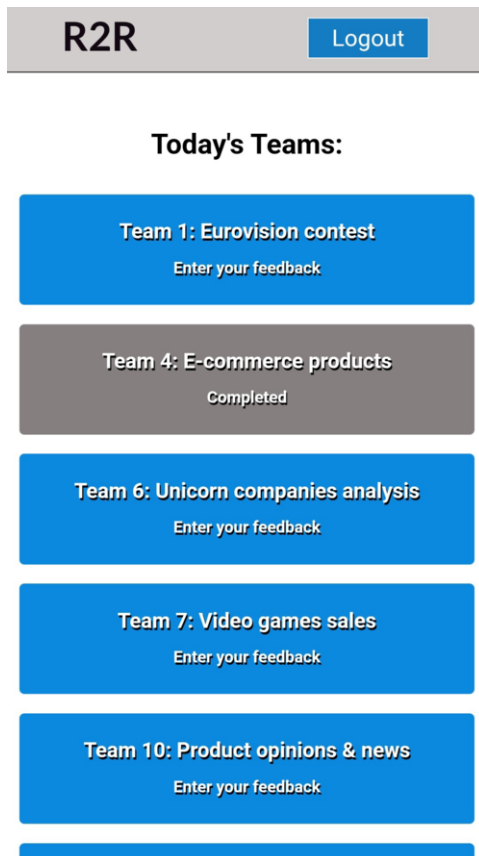 R2R
Logout
Today's Teams:
Team 1: Eurovision contest
Enter your feedback
Team 4: E-commerce products
Completed
Team 6: Unicorn companies analysis
Enter your feedback
Team 7: Video games sales
Enter your feedback
Team 10: Product opinions & news
Enter your feedback